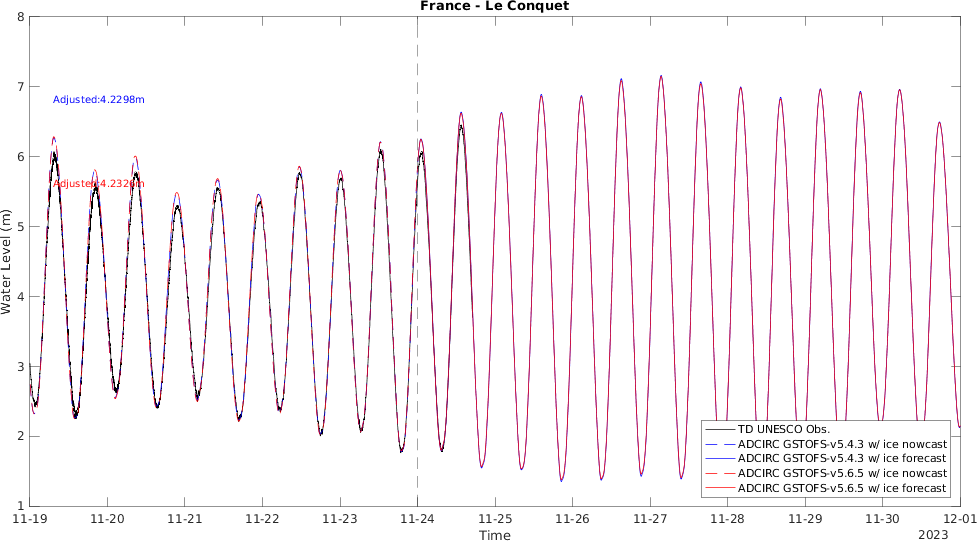 France - Le Conquet
8
7
6
5
4
3
2
1
Water Level (m)
Adjusted:4.2298m
Adjusted:4.2326m
TD UNESCO Obs.
ADCIRC GSTOFS-v5.4.3 w/ ice nowcast
ADCIRC GSTOFS-v5.4.3 w/ ice forecast
ADCIRC GSTOFS-v5.6.5 w/ ice nowcast
ADCIRC GSTOFS-v5.6.5 w/ ice forecast
11-19 11-20 11-21 11-22 11-23 11-24 11-25 11-26 11-27 11-28 11-29 11-30 12-01
Time
2023